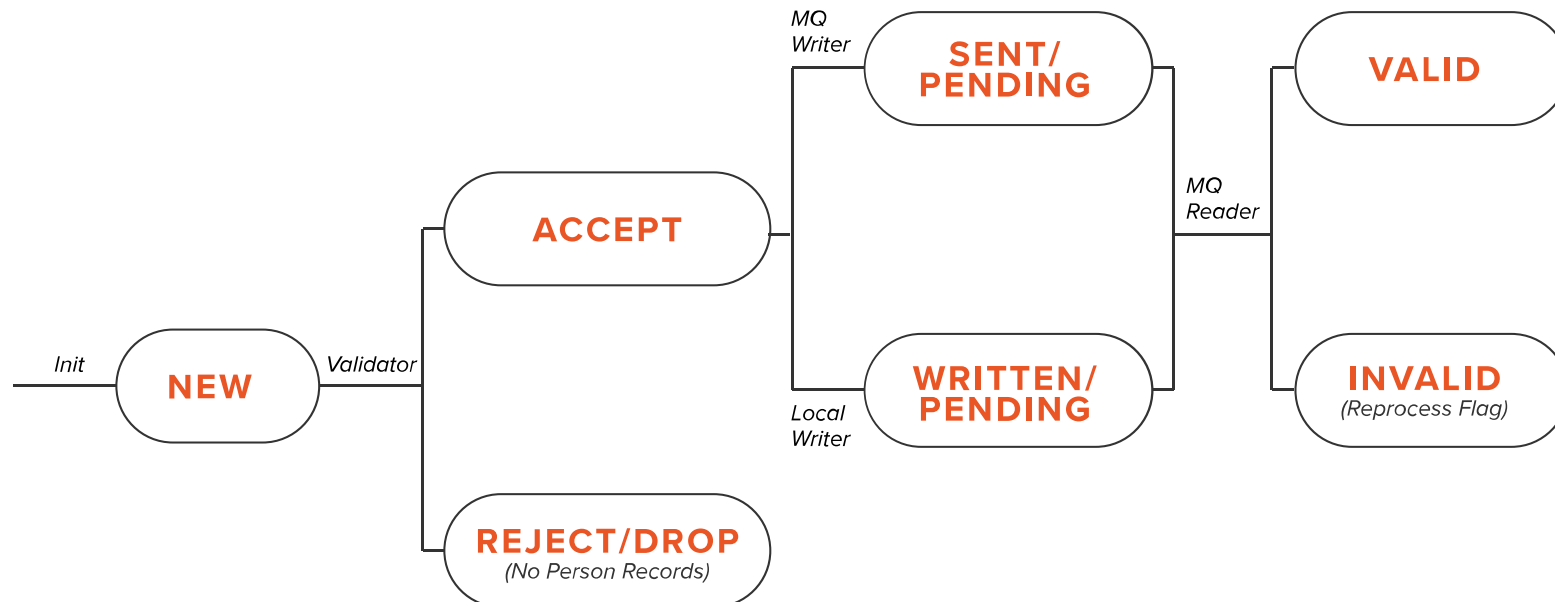 Init
NEW
Validator
ACCEPT
REJECT/DROP
(No Person Records)
MQ
Writer
SENT/
PENDING
Local
Writer
WRITTEN/
PENDING
MQ
Reader
VALID
INVALID
(Reprocess Flag)